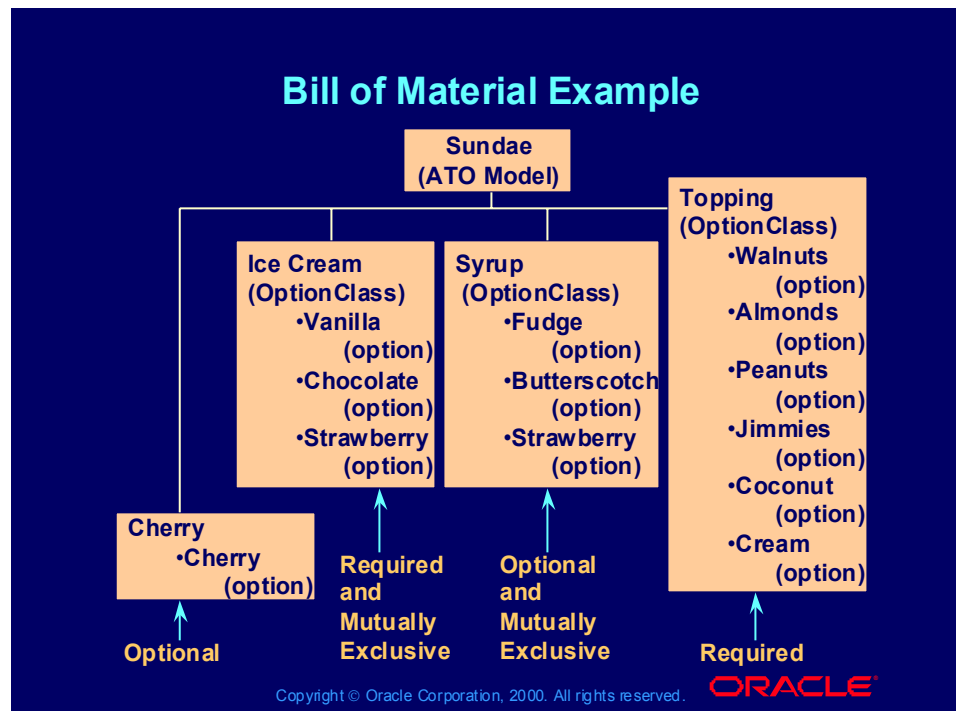 Bill of Material Example
Sundae
(ATO Model)
Cherry
•Cherry
(option)
Optional
Ice Cream
(OptionClass)
•Vanilla
(option)
•Chocolate
(option)
•Strawberry
(option)
Required
and
Mutually
Exclusive
Syrup
(OptionClass)
•Fudge
(option)
•Butterscotch
(option)
•Strawberry
(option)
Optional
and
Mutually
Exclusive
Topping
(OptionClass)
•Walnuts
(option)
•Almonds
(option)
•Peanuts
(option)
•Jimmies
(option)
•Coconut
(option)
•Cream
(option)
Required
Copyright © Oracle Corporation, 2000. All rights reserved.
ORACLE®